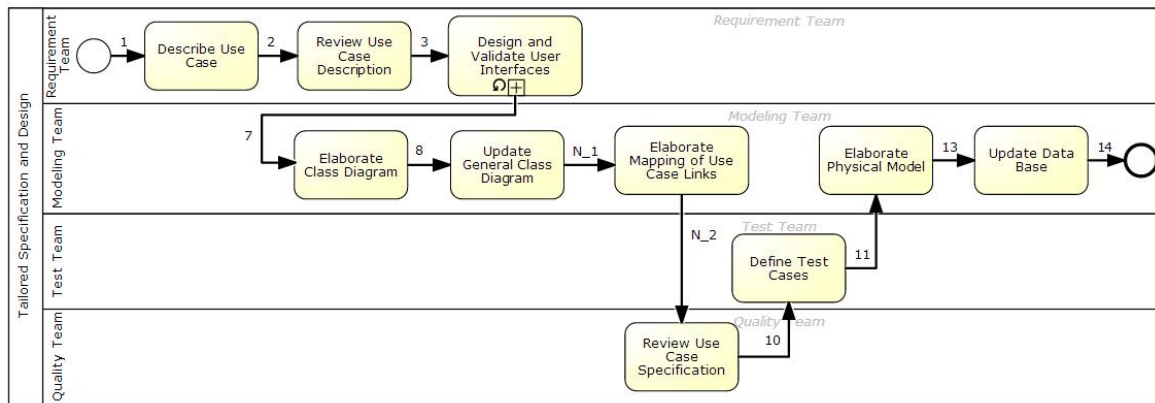 Tailored Specification and Design
Requirement
Team
Requirement Team
1
Describe Use
Case
2
Review Use
Case
Description
3
Design and
Validate User
Interfaces
Modeling Team
Modeling Team
7
Elaborate
Class Diagram
8
Update
General Class
Diagram
N_1
Elaborate
Mapping of Use
Case Links
Elaborate
Physical Model
13
Update Data
Base
14
Test Team
Test Team
N_2
Define Test
Cases
11
Quality Team
Quality Team
Review Use
Case
Specification
10